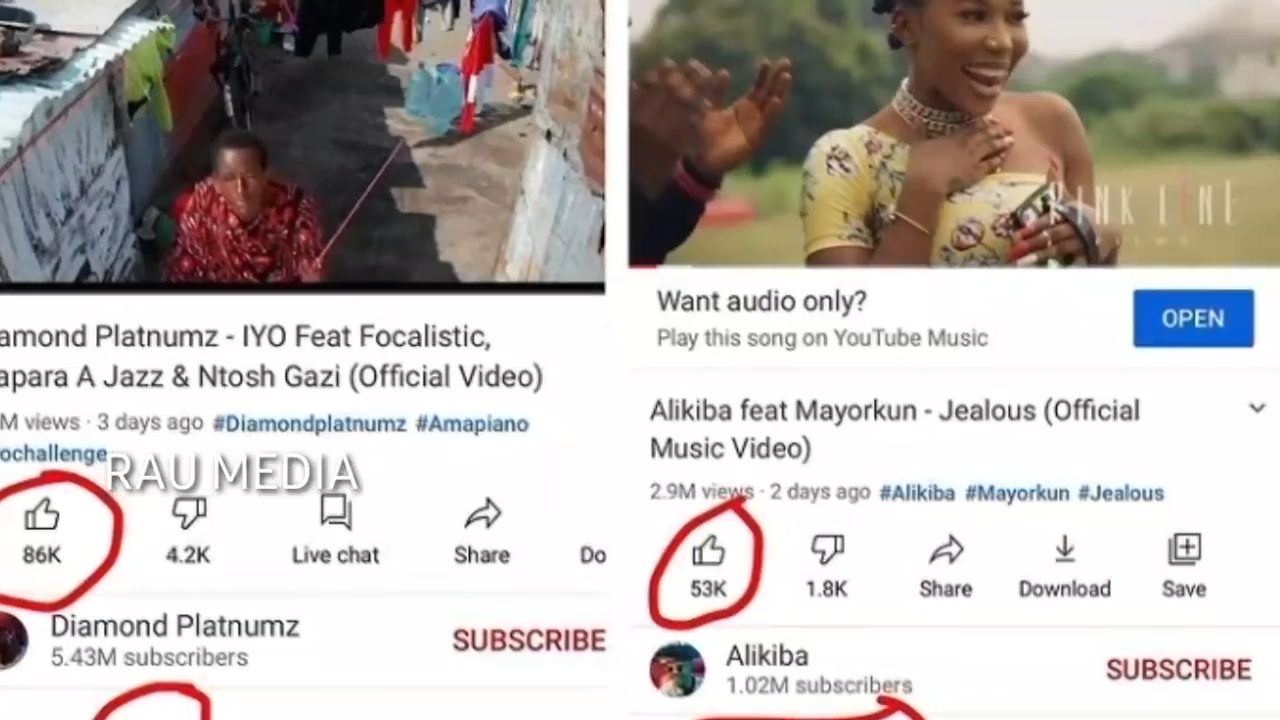 amond Platnumz - IYO Feat Focalistic,
apara A Jazz & Ntosh Gazi (Official Video)
M views · 3 days ago #Diamondplatnumz #Amapiano
ochallenge
RAU MEDIA
86K
4.2K
Live chat
Share
Do
Diamond Platnumz
5.43M subscribers
SUBSCRIBE
Want audio only?
Play this song on YouTube Music
OPEN
Alikiba feat Mayorkun - Jealous (Official
Music Video)
2.9M views · 2 days ago #Alikiba #Mayorkun #Jealous
53K
1.8K
Share
Download
Save
Alikiba
1.02M subscribers
SUBSCRIBE